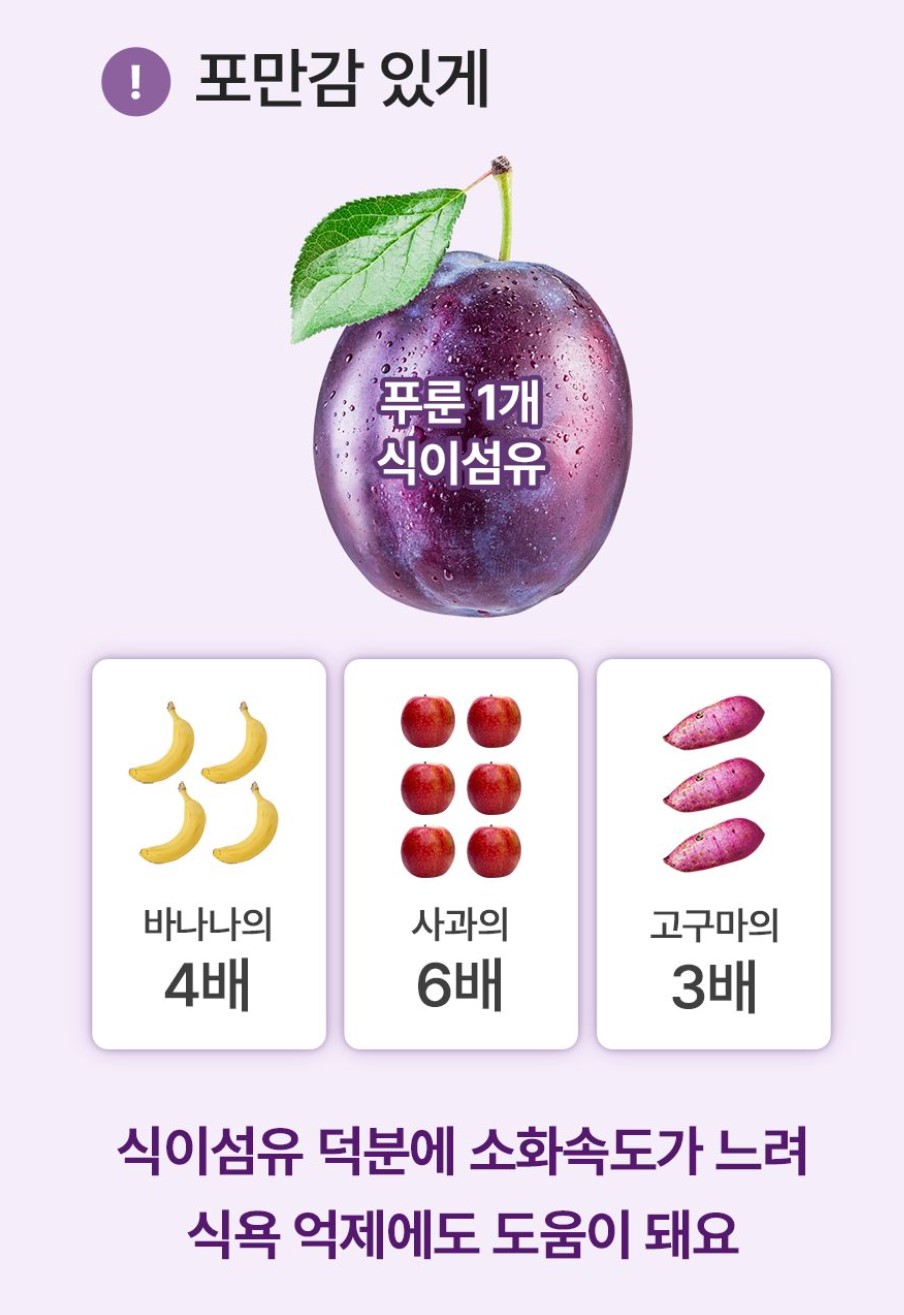 ! 포만감 있게
푸룬 1개
식이섬유
바나나의
4배
사과의
6배
고구마의
3배
식이섬유 덕분에 소화속도가 느려
식욕 억제에도 도움이 돼요